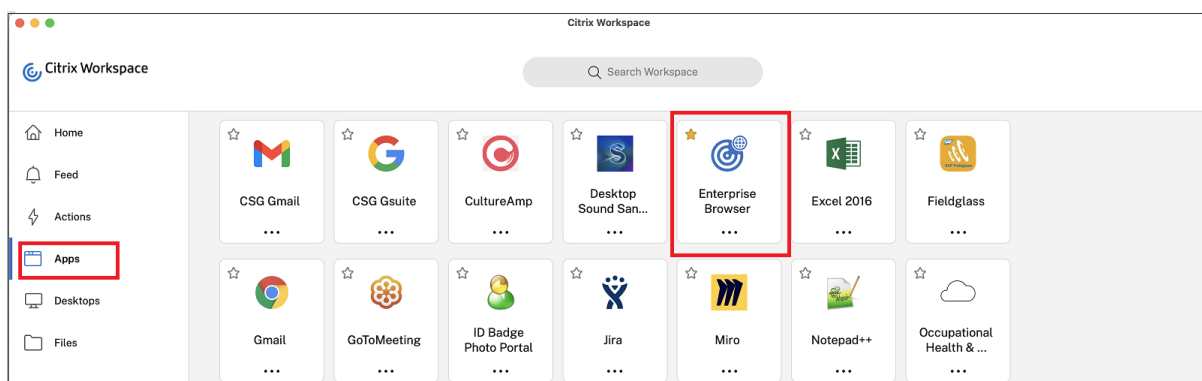 Citrix Workspace
Citrix Workspace
Search Workspace
Home
Feed
Actions
Apps
Desktops
Files
CSG Gmail
CSG Gsuite
CultureAmp
Desktop
Sound San...
Enterprise
Browser
Excel 2016
Fieldglass
Gmail
GoToMeeting
ID Badge
Photo Portal
Jira
Miro
Notepad++
Occupational
Health & ...